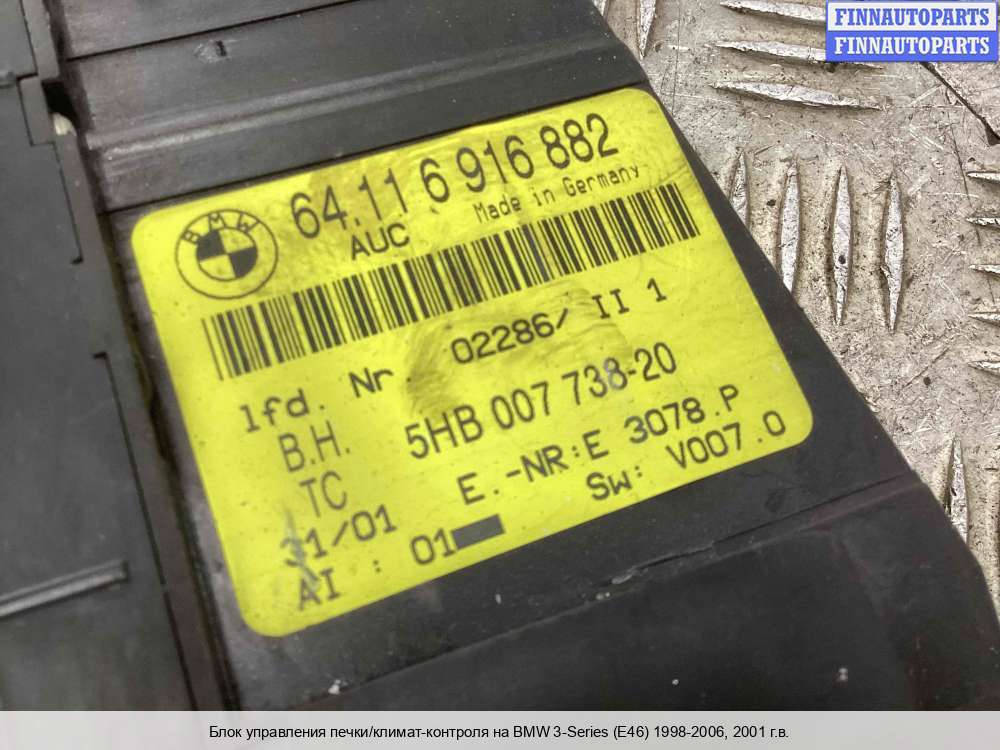 FINNAUTOPARTS
FINNAUTOPARTS
BMW
64.11 6 916 882
AUC Made in Germany
02286/ II 1
lfd. Nr.
B.H. 5HB 007 738-20
TC E.-NR:E 3078.P
/01 SW: V007.0
AI : 01
Блок управления печки/климат-контроля на BMW 3-Series (E46) 1998-2006, 2001 г.в.